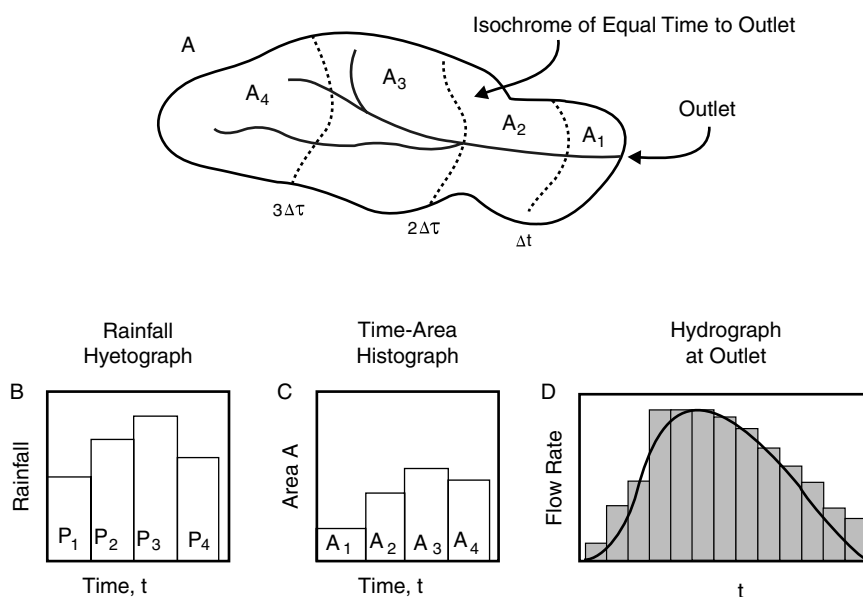 Isochrome of Equal Time to Outlet
A
A3
A4
Outlet
A2
A1
3Δτ
2Δτ
Δt
Rainfall
Hyetograph
Time-Area
Histograph
Hydrograph
at Outlet
B
Rainfall
P1
P2
P3
P4
Time, t
C
Area A
A1
A2
A3
A4
Time, t
D
Flow Rate
t